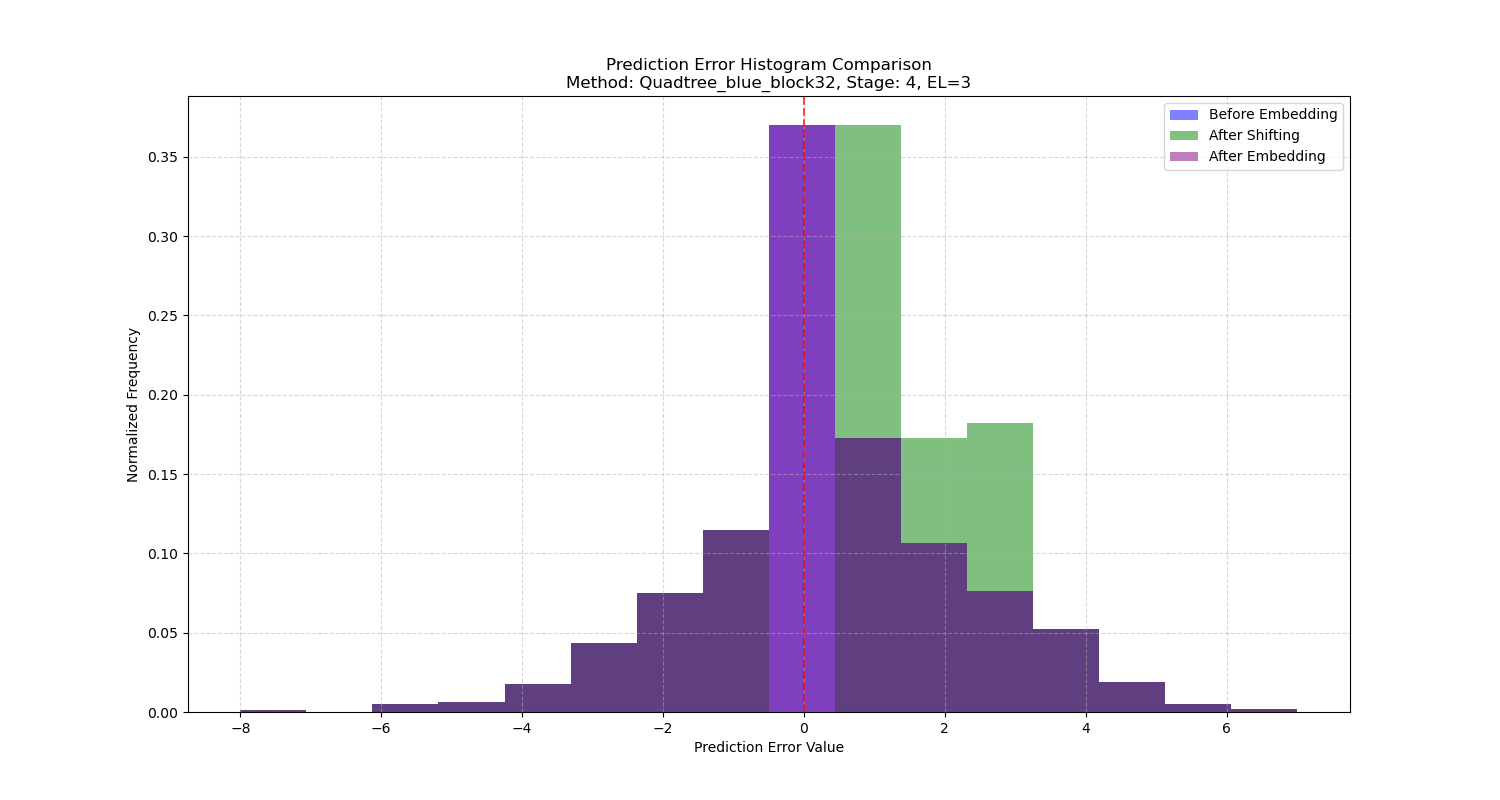 Prediction Error Histogram Comparison
Method: Quadtree_blue_block32, Stage: 4, EL=3
Before Embedding
After Shifting
After Embedding
Normalized Frequency
0.35
0.30
0.25
0.20
0.15
0.10
0.05
0.00
−8 −6 −4 −2 0 2 4 6
Prediction Error Value